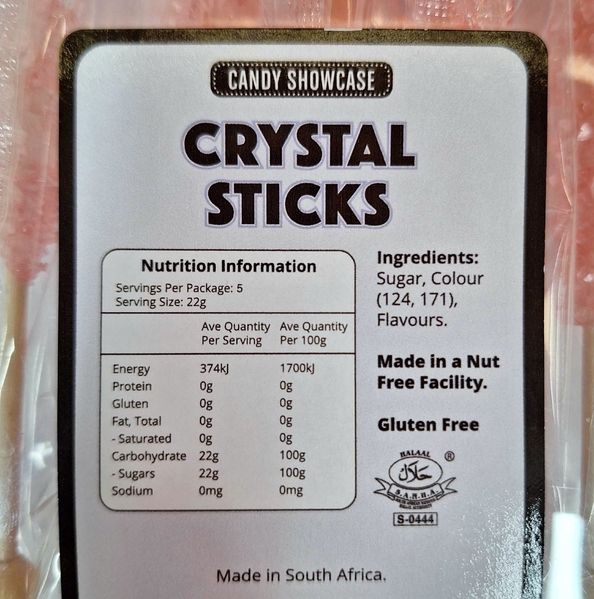 CANDY SHOWCASE
CRYSTAL
STICKS
Nutrition Information
Servings Per Package: 5
Serving Size: 22g
Ave Quantity Ave Quantity
Per Serving Per 100g
Energy 374kJ 1700kJ
Protein 0g 0g
Gluten 0g 0g
Fat, Total 0g 0g
- Saturated 0g 0g
Carbohydrate 22g 100g
- Sugars 22g 100g
Sodium 0mg 0mg
Ingredients:
Sugar, Colour
(124, 171),
Flavours.
Made in a Nut
Free Facility.
Gluten Free
HALAAL ®
حلال
S.A.N.H.A.
S-0444
Made in South Africa.